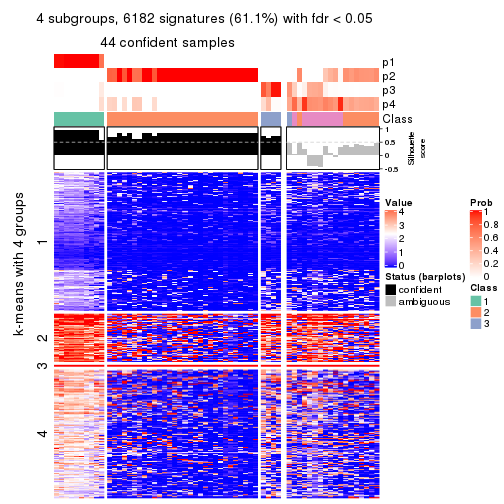 4 subgroups, 6182 signatures (61.1%) with fdr < 0.05
44 confident samples
p1
p2
p3
p4
Class
1
0.5
0
-0.5
Silhouette
score
k-means with 4 groups
1
2
3
4
Value
4
3
2
1
0
Status (barplots)
confident
ambiguous
Prob
1
0.8
0.6
0.4
0.2
0
Class
1
2
3